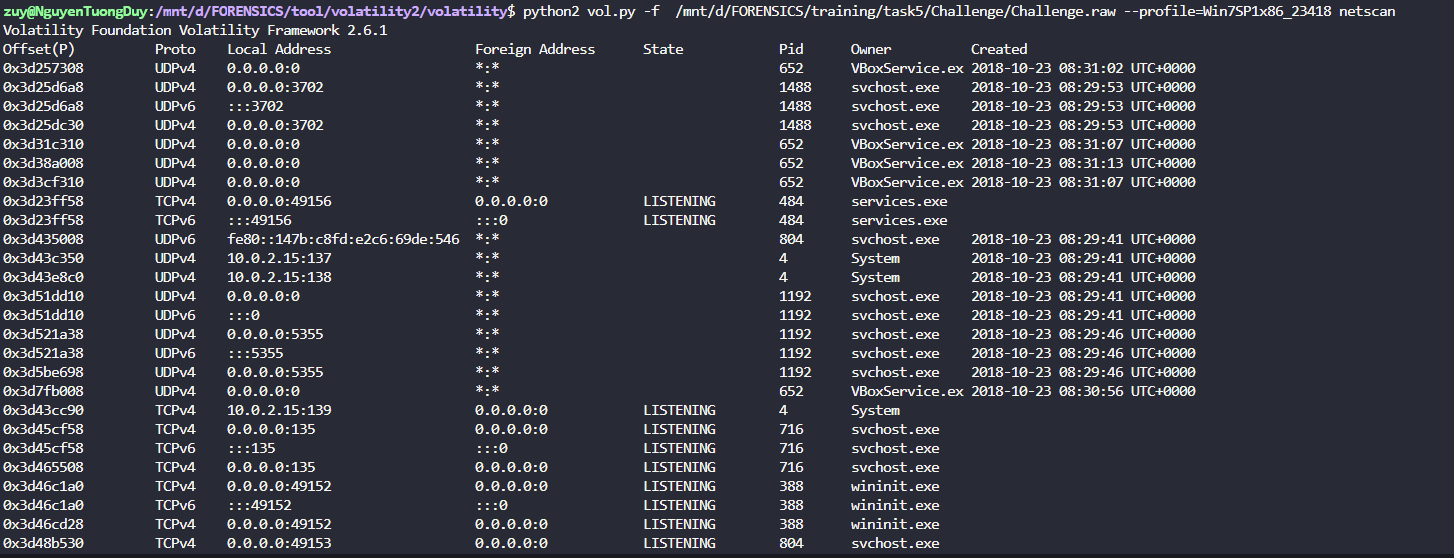 zuy@NguyenTuongDuy:/mnt/d/FORENSICS/tool/volatility2/volatility$ python2 vol.py -f  /mnt/d/FORENSICS/training/task5/Challenge/Challenge.raw --profile=Win7SP1x86_23418 netscan
Volatility Foundation Volatility Framework 2.6.1
Offset(P) Proto Local Address Foreign Address State Pid Owner Created
0x3d257308 UDPv4 0.0.0.0:0 *:* 652 VBoxService.ex 2018-10-23 08:31:02 UTC+0000
0x3d25d6a8 UDPv4 0.0.0.0:3702 *:* 1488 svchost.exe 2018-10-23 08:29:53 UTC+0000
0x3d25d6a8 UDPv6 :::3702 *:* 1488 svchost.exe 2018-10-23 08:29:53 UTC+0000
0x3d25dc30 UDPv4 0.0.0.0:3702 *:* 1488 svchost.exe 2018-10-23 08:29:53 UTC+0000
0x3d31c310 UDPv4 0.0.0.0:0 *:* 652 VBoxService.ex 2018-10-23 08:31:07 UTC+0000
0x3d38a008 UDPv4 0.0.0.0:0 *:* 652 VBoxService.ex 2018-10-23 08:31:13 UTC+0000
0x3d3cf310 UDPv4 0.0.0.0:0 *:* 652 VBoxService.ex 2018-10-23 08:31:07 UTC+0000
0x3d23ff58 TCPv4 0.0.0.0:49156 0.0.0.0:0 LISTENING 484 services.exe
0x3d23ff58 TCPv6 :::49156 :::0 LISTENING 484 services.exe
0x3d435008 UDPv6 fe80::147b:c8fd:e2c6:69de:546 *:* 804 svchost.exe 2018-10-23 08:29:41 UTC+0000
0x3d43c350 UDPv4 10.0.2.15:137 *:* 4 System 2018-10-23 08:29:41 UTC+0000
0x3d43e8c0 UDPv4 10.0.2.15:138 *:* 4 System 2018-10-23 08:29:41 UTC+0000
0x3d51dd10 UDPv4 0.0.0.0:0 *:* 1192 svchost.exe 2018-10-23 08:29:41 UTC+0000
0x3d51dd10 UDPv6 :::0 *:* 1192 svchost.exe 2018-10-23 08:29:41 UTC+0000
0x3d521a38 UDPv4 0.0.0.0:5355 *:* 1192 svchost.exe 2018-10-23 08:29:46 UTC+0000
0x3d521a38 UDPv6 :::5355 *:* 1192 svchost.exe 2018-10-23 08:29:46 UTC+0000
0x3d5be698 UDPv4 0.0.0.0:5355 *:* 1192 svchost.exe 2018-10-23 08:29:46 UTC+0000
0x3d7fb008 UDPv4 0.0.0.0:0 *:* 652 VBoxService.ex 2018-10-23 08:30:56 UTC+0000
0x3d43cc90 TCPv4 10.0.2.15:139 0.0.0.0:0 LISTENING 4 System
0x3d45cf58 TCPv4 0.0.0.0:135 0.0.0.0:0 LISTENING 716 svchost.exe
0x3d45cf58 TCPv6 :::135 :::0 LISTENING 716 svchost.exe
0x3d465508 TCPv4 0.0.0.0:135 0.0.0.0:0 LISTENING 716 svchost.exe
0x3d46c1a0 TCPv4 0.0.0.0:49152 0.0.0.0:0 LISTENING 388 wininit.exe
0x3d46c1a0 TCPv6 :::49152 :::0 LISTENING 388 wininit.exe
0x3d46cd28 TCPv4 0.0.0.0:49152 0.0.0.0:0 LISTENING 388 wininit.exe
0x3d48b530 TCPv4 0.0.0.0:49153 0.0.0.0:0 LISTENING 804 svchost.exe